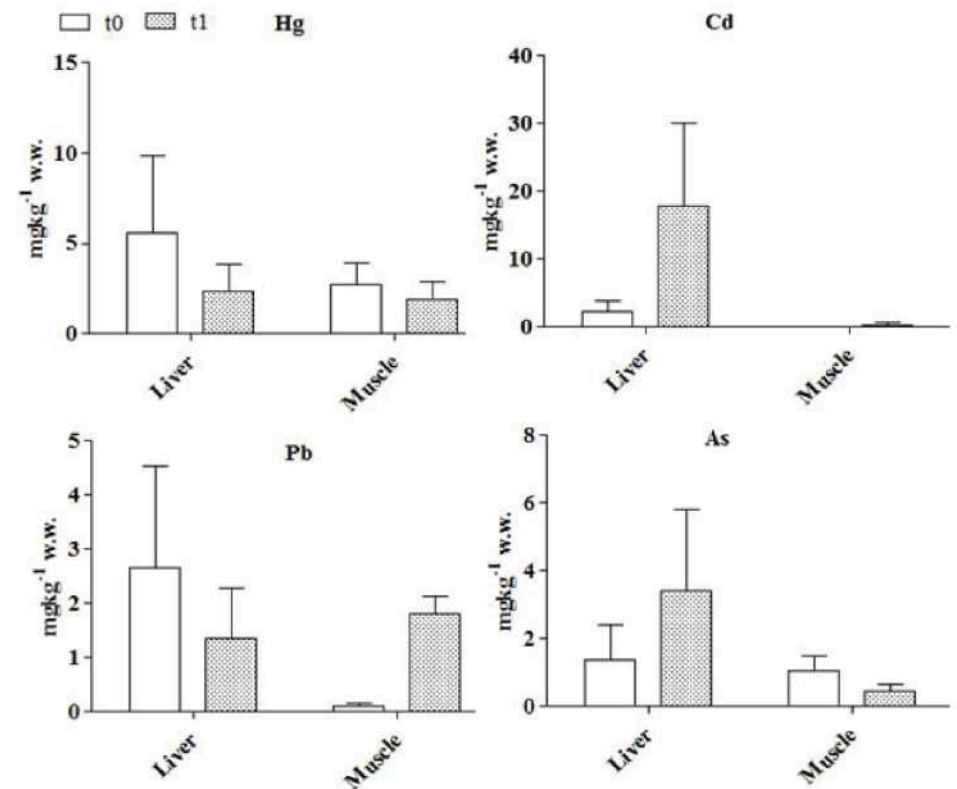 t0 t1
Hg
15
10
5
0
mgkg-1 w.w.
Liver
Muscle
Cd
40
30
20
10
0
mgkg-1 w.w.
Liver
Muscle
Pb
5
4
3
2
1
0
mgkg-1 w.w.
Liver
Muscle
As
8
6
4
2
0
mgkg-1 w.w.
Liver
Muscle